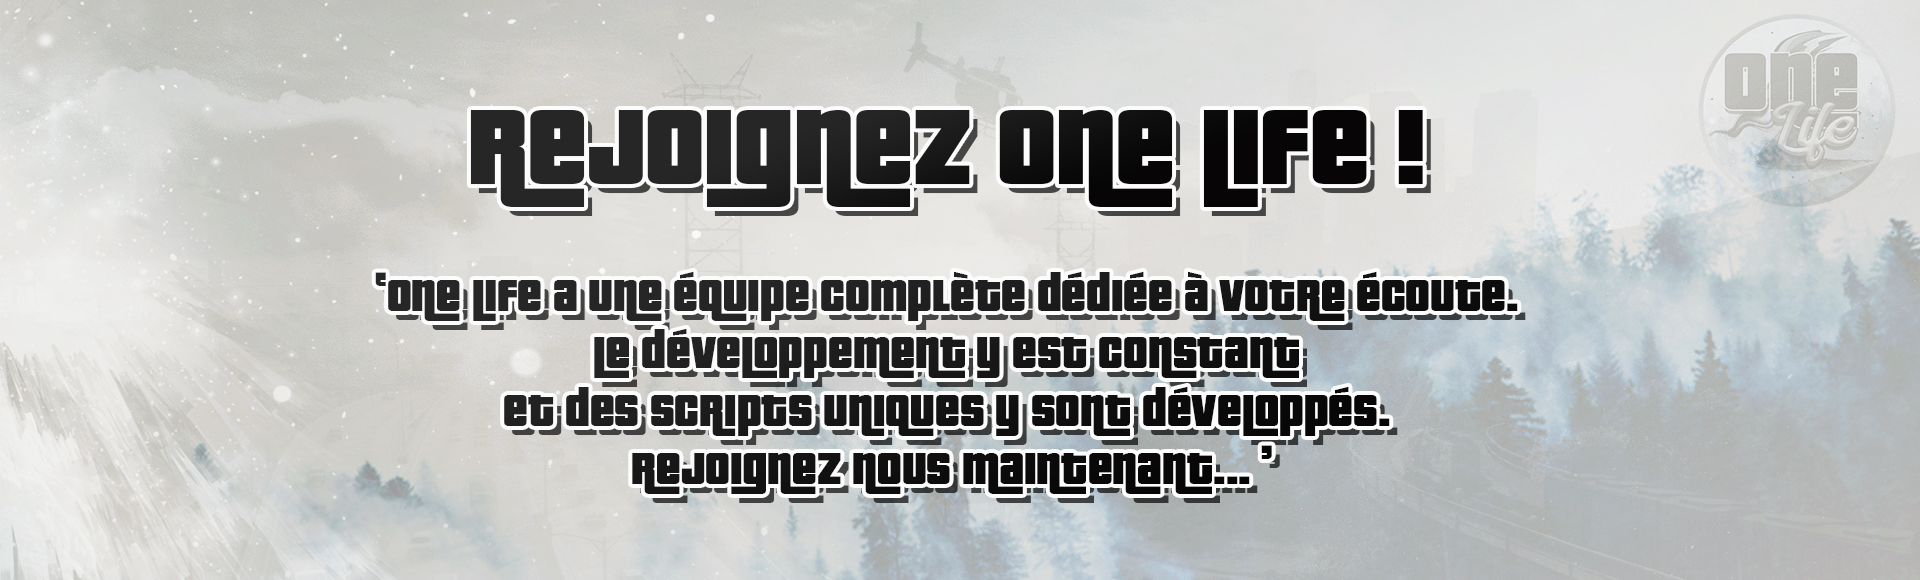 Rejoignez One Life !
One
Life
'One Life a une équipe complète dédiée à votre écoute.
Le développement y est constant
et des scripts uniques y sont développés.
Rejoignez nous maintenant... '